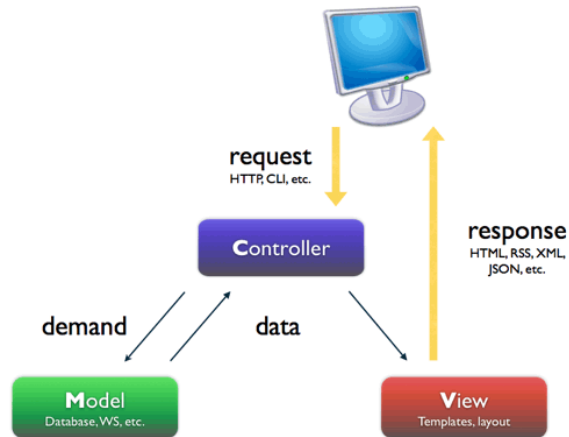 request
HTTP, CLI, etc.
Controller
response
HTML, RSS, XML,
JSON, etc.
demand
data
Model
Database, WS, etc.
View
Templates, layout